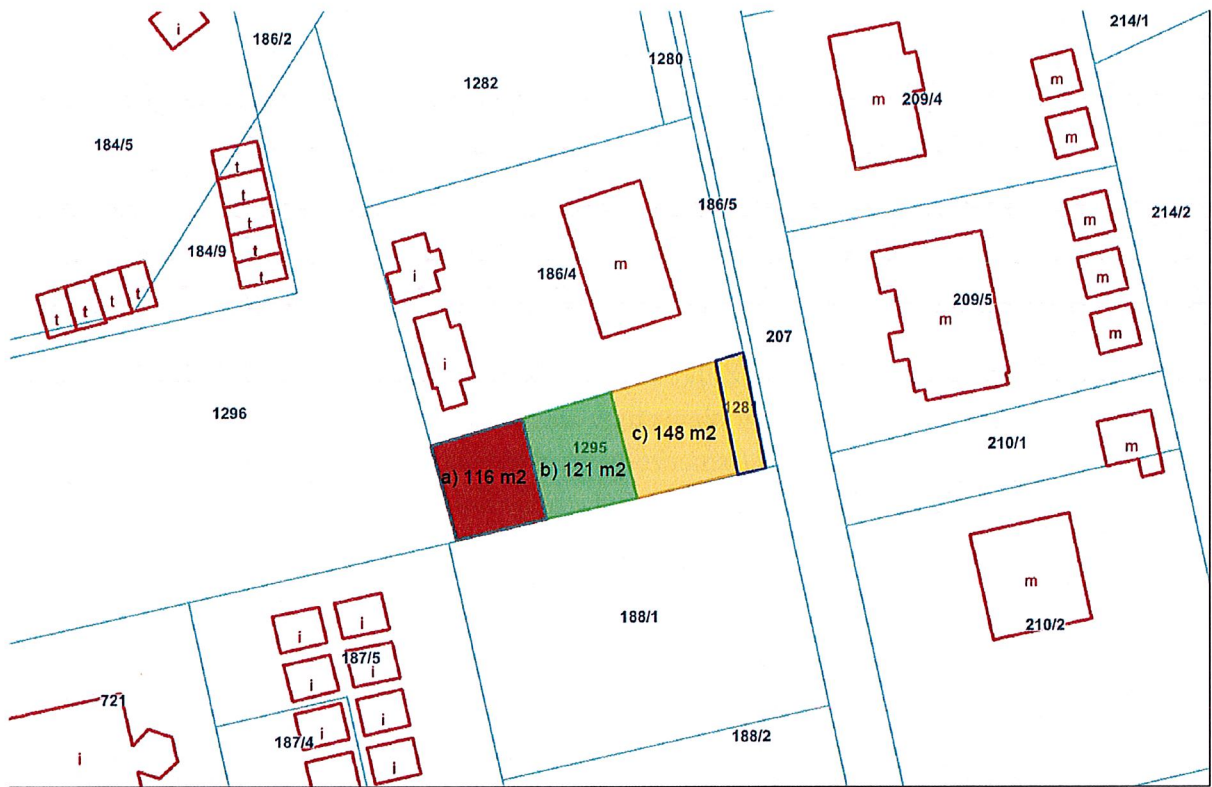 214/1
i
186/2
1280
1282
m
m
209/4
m
184/5
t
186/5
m
214/2
t
t
184/9
t
t
i
186/4
m
m
209/5
t
t
t
t
m
m
207
i
1296
1281
c) 148 m2
1295
210/1
m
a) 116 m2
b) 121 m2
m
210/2
i
i
188/1
187/5
i
i
721
i
i
187/4
188/2
i
i